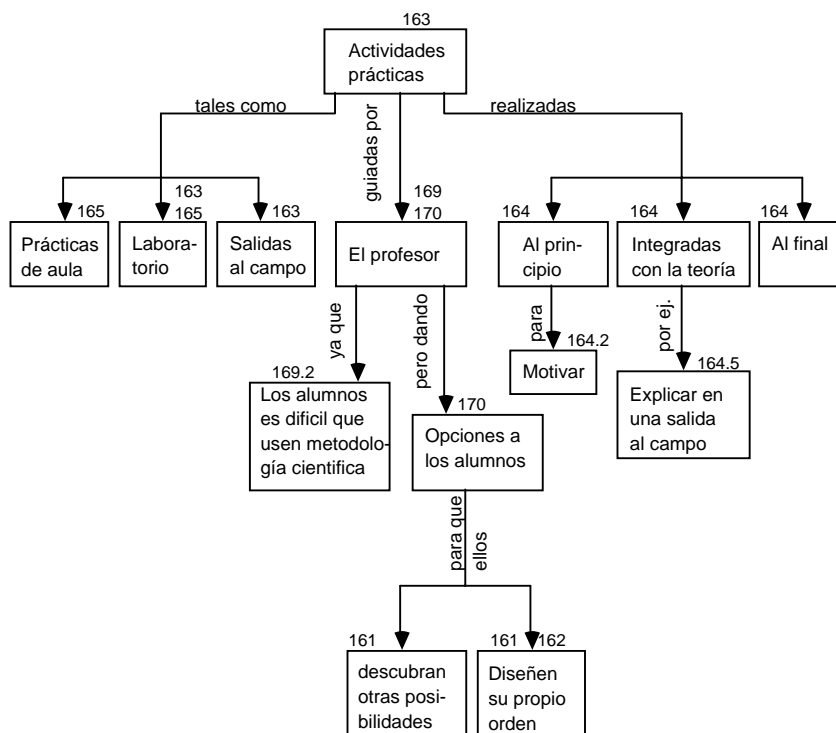 163
Actividades
prácticas
tales como
guiadas por
realizadas
165
Prácticas
de aula
163
165
Labora-
torio
163
Salidas
al campo
169
170
El profesor
164
Al prin-
cipio
164
Integradas
con la teoría
164
Al final
ya que
pero dando
para
por ej.
169.2
Los alumnos
es dificil que
usen metodolo-
gía cientifica
170
Opciones a
los alumnos
164.2
Motivar
164.5
Explicar en
una salida
al campo
para que
ellos
161
descubran
otras posi-
bilidades
161 162
Diseñen
su propio
orden